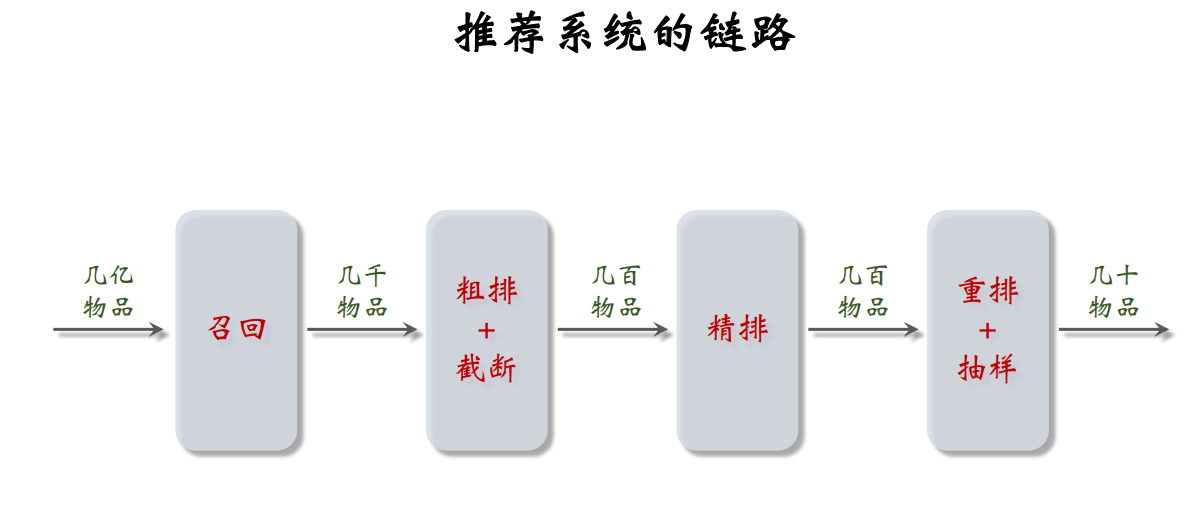 推荐系统的链路
几亿
物品
召回
几千
物品
粗排
+
截断
几百
物品
精排
几百
物品
重排
+
抽样
几十
物品